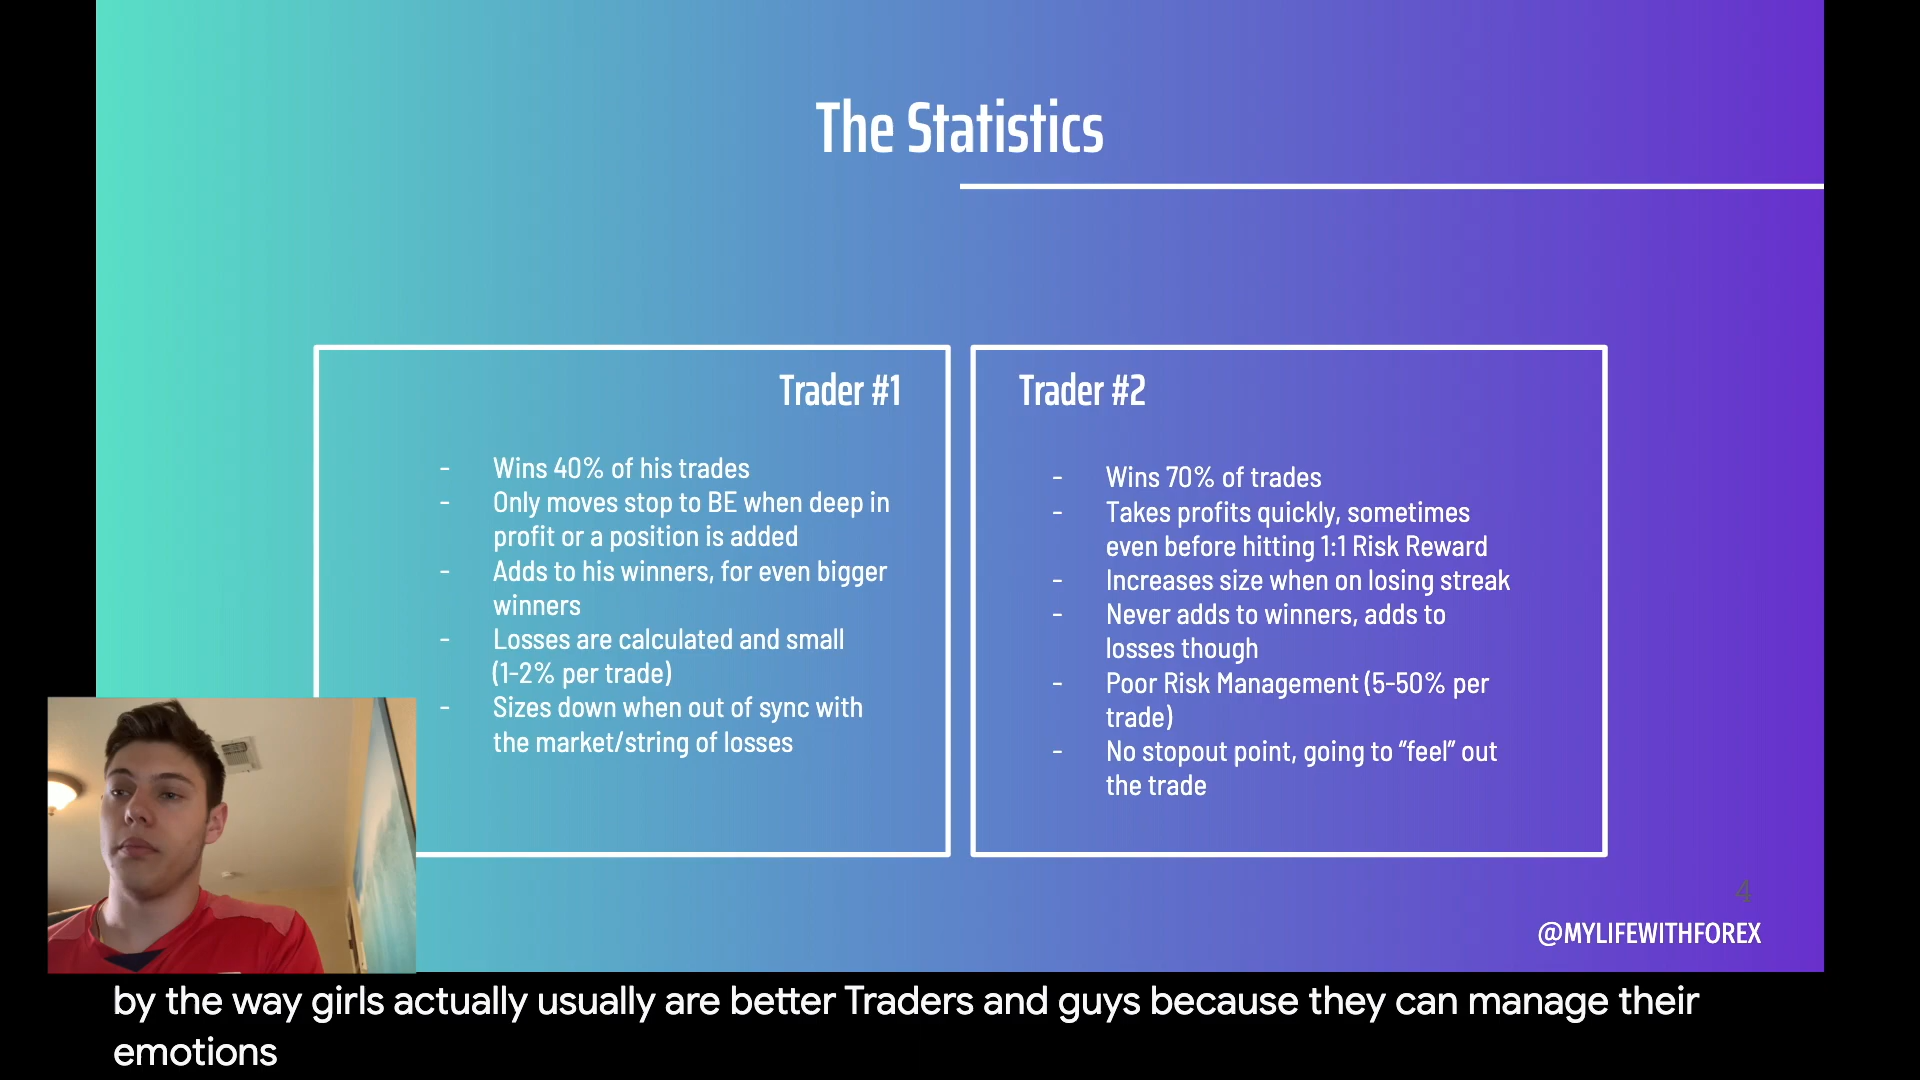 The Statistics
Trader #1
- Wins 40% of his trades
- Only moves stop to BE when deep in
profit or a position is added
- Adds to his winners, for even bigger
winners
- Losses are calculated and small
(1-2% per trade)
- Sizes down when out of sync with
the market/string of losses
Trader #2
- Wins 70% of trades
- Takes profits quickly, sometimes
even before hitting 1:1 Risk Reward
- Increases size when on losing streak
- Never adds to winners, adds to
losses though
- Poor Risk Management (5-50% per
trade)
- No stopout point, going to “feel” out
the trade
4
@MYLIFEWITHFOREX
by the way girls actually usually are better Traders and guys because they can manage their
emotions